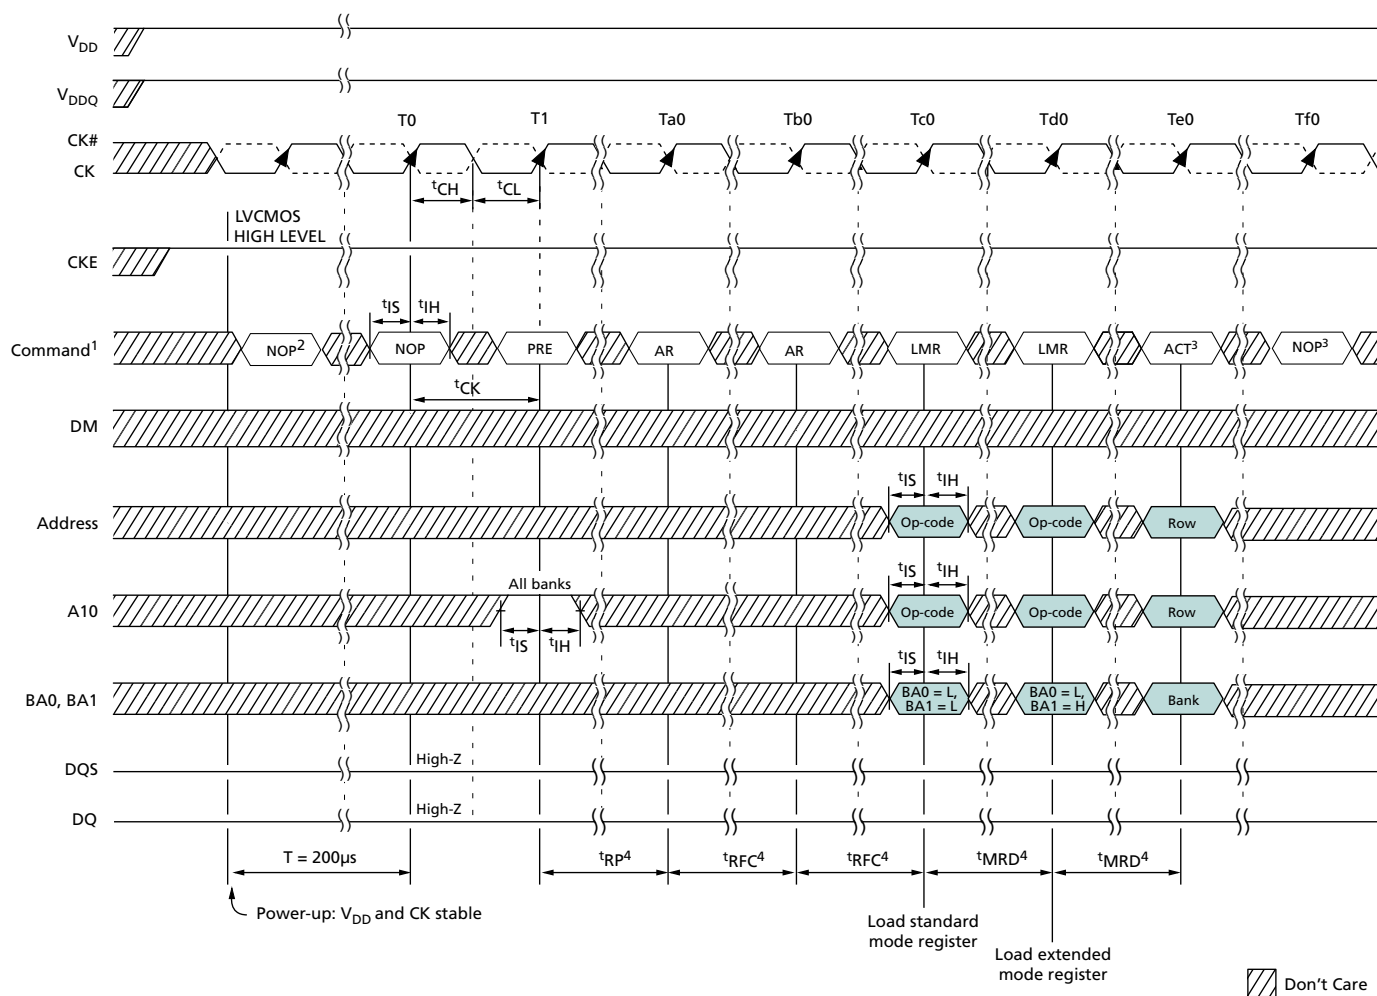 VDD
VDDQ
T0 T1 Ta0 Tb0 Tc0 Td0 Te0 Tf0
CK#
CK
tCH tCL
LVCMOS
HIGH LEVEL
CKE
tIS tIH
Command1 NOP2 NOP PRE AR AR LMR LMR ACT3 NOP3
tCK
DM
tIS tIH
Address Op-code Op-code Row
All banks tIS tIH
A10 Op-code Op-code Row
tIS tIH
tIS tIH
BA0, BA1 BA0 = L, BA0 = L, Bank
BA1 = L BA1 = H
High-Z
DQS
High-Z
DQ
T = 200µs tRP4 tRFC4 tRFC4 tMRD4 tMRD4
Power-up: VDD and CK stable
Load standard
mode register
Load extended
mode register
Don't Care